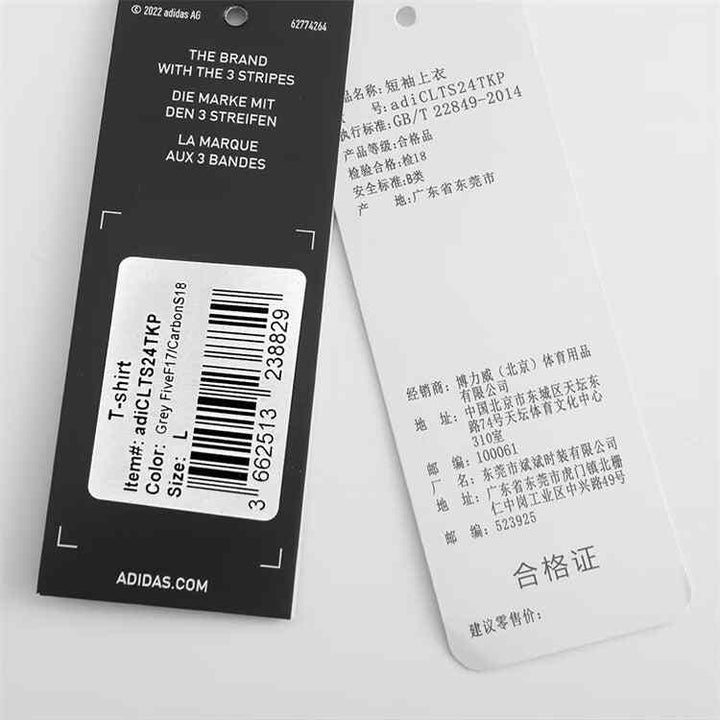 © 2022 adidas AG
62774264
THE BRAND
WITH THE 3 STRIPES
DIE MARKE MIT
DEN 3 STREIFEN
LA MARQUE
AUX 3 BANDES
T-shirt
Item#: adiCLTS24TKP
Color: Grey FiveF17/CarbonS18
Size: L
3 662513 238829
ADIDAS.COM
品名称: 短袖上衣
号: adiCLTS24TKP
执行标准: GB/T 22849-2014
产品等级: 合格品
检验合格: 检18
安全标准: B类
产 地: 广东省东莞市
经销商: 博力威（北京）体育用品
有限公司
地 址: 中国北京市东城区天坛东
路74号天坛体育文化中心
310室
邮 编: 100061
厂 名: 东莞市斌斌时装有限公司
地 址: 广东省东莞市虎门镇北栅
仁中岗工业区中兴路49号
邮 编: 523925
合格证
建议零售价: